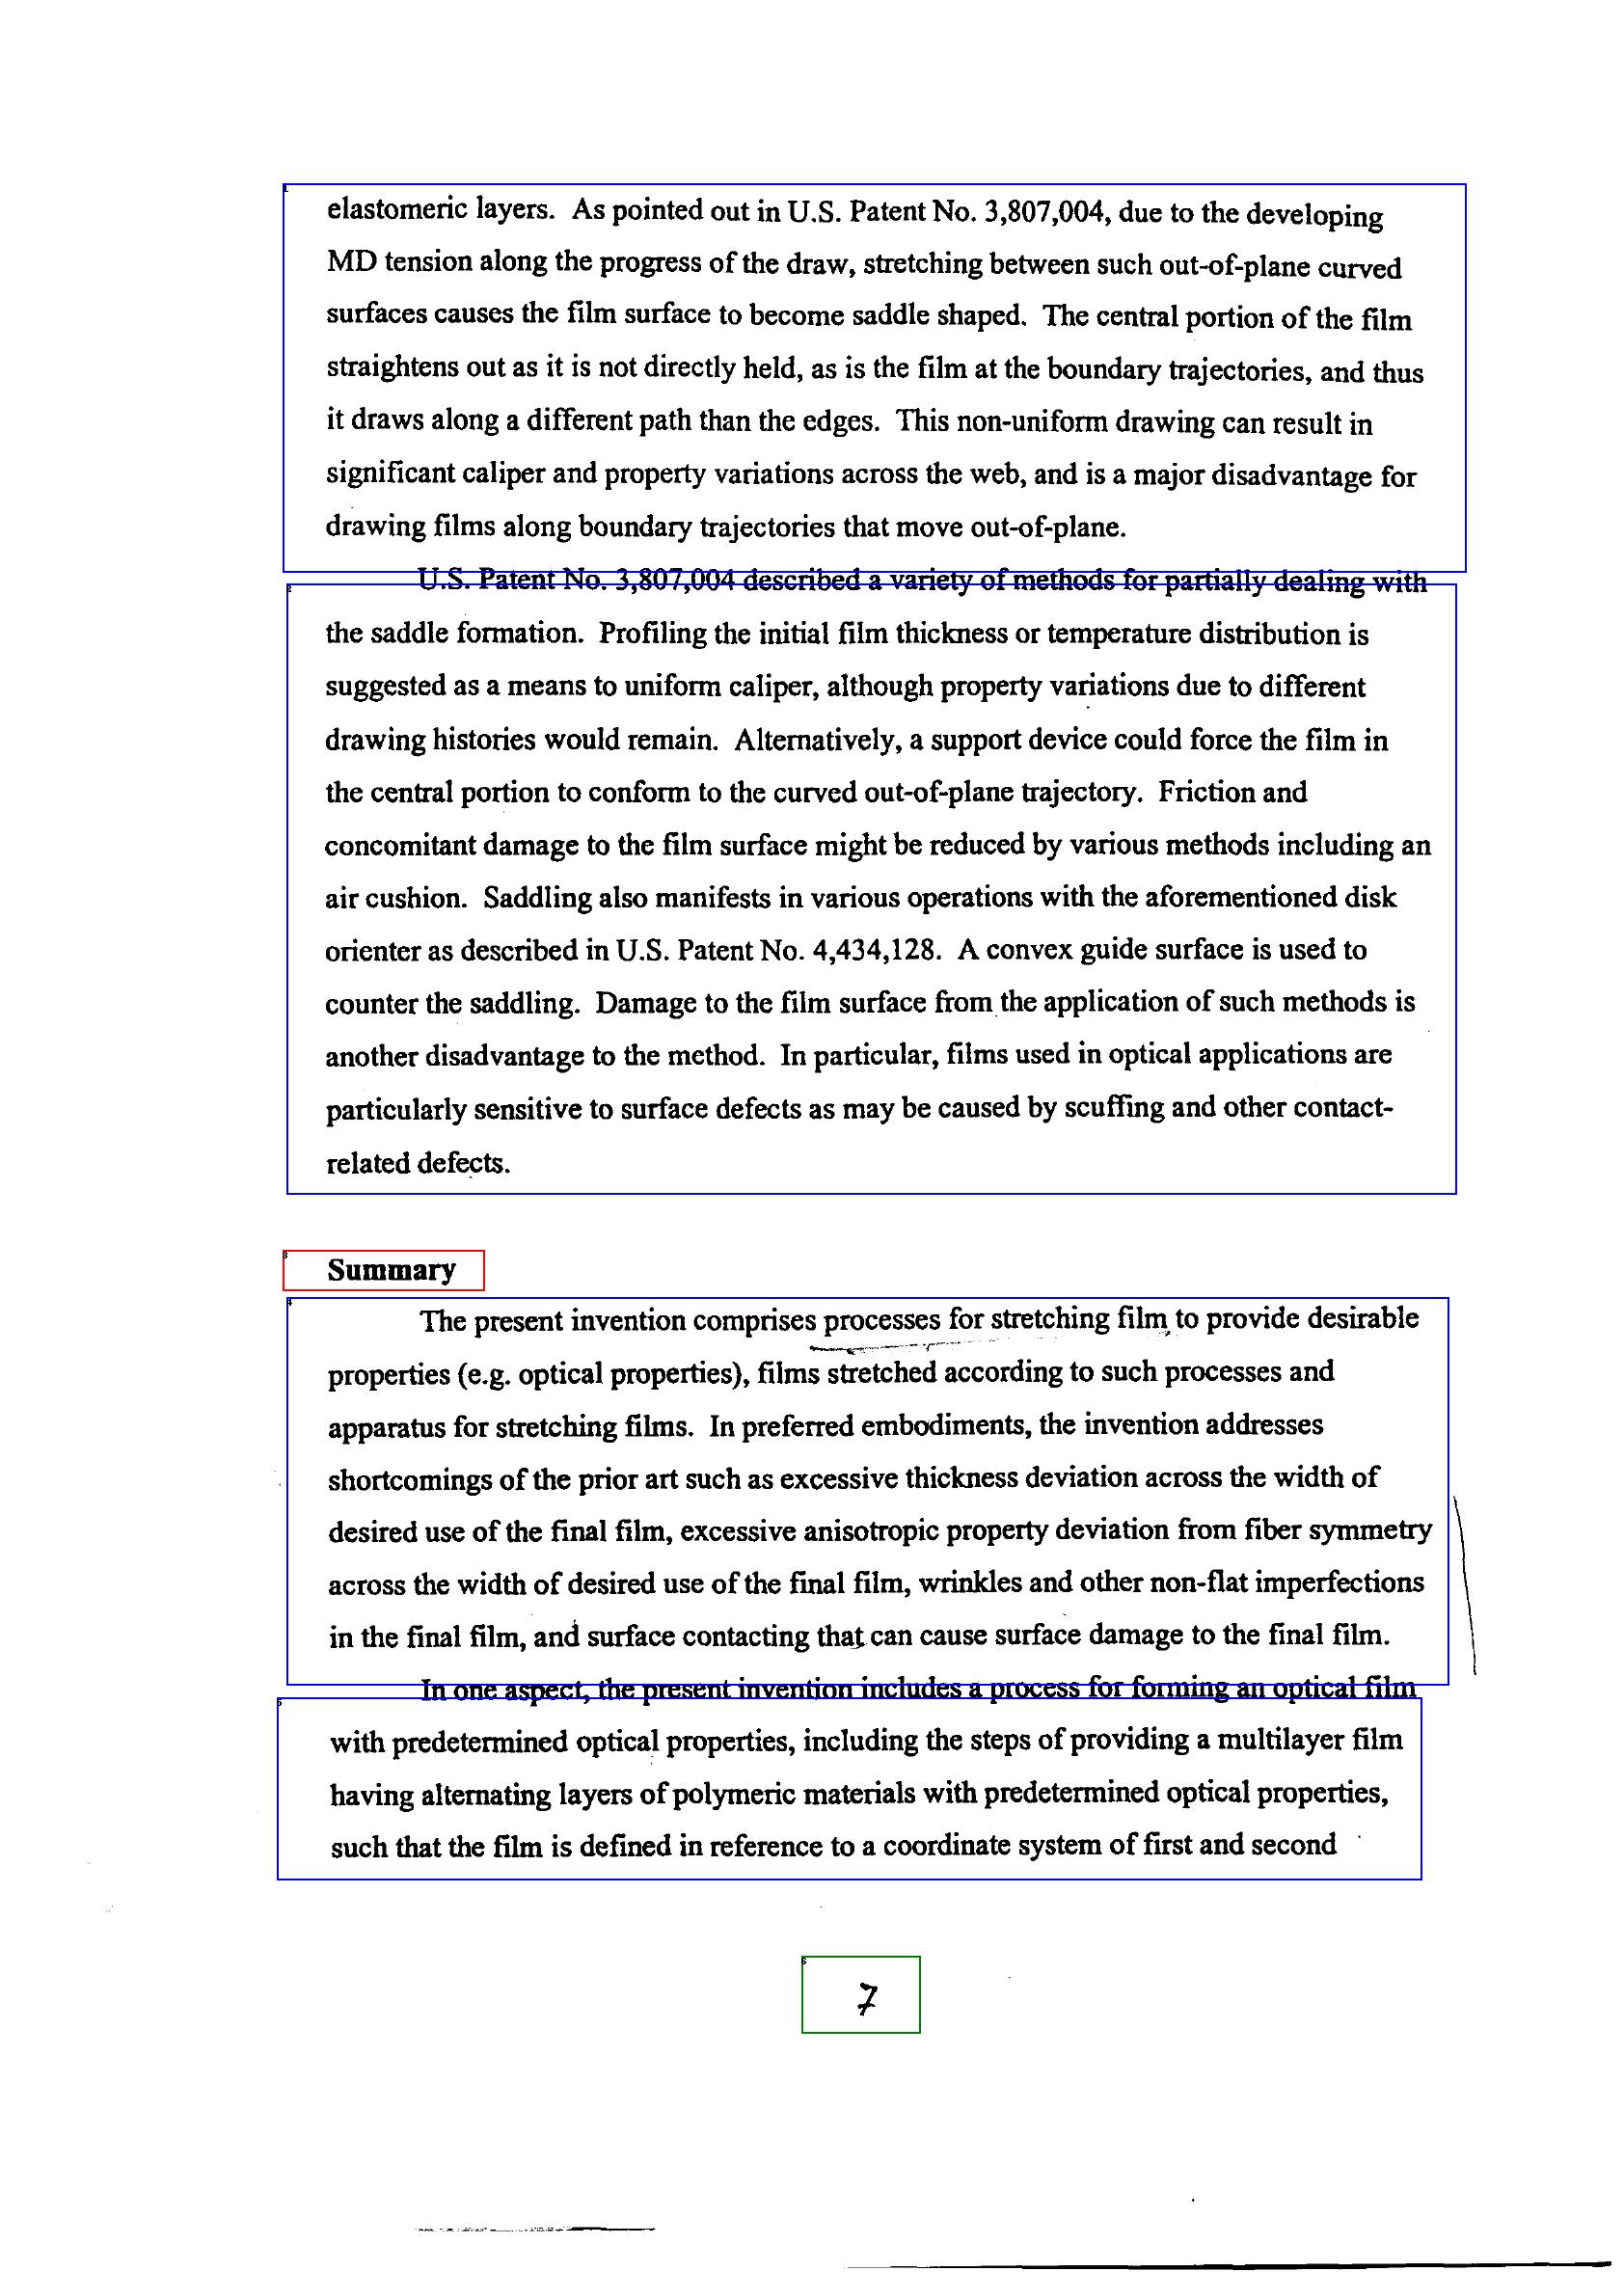 elastomeric layers. As pointed out in U.S. Patent No. 3,807,004, due to the developing
MD tension along the progress of the draw, stretching between such out-of-plane curved
surfaces causes the film surface to become saddle shaped. The central portion of the film
straightens out as it is not directly held, as is the film at the boundary trajectories, and thus
it draws along a different path than the edges. This non-uniform drawing can result in
significant caliper and property variations across the web, and is a major disadvantage for
drawing films along boundary trajectories that move out-of-plane.
U.S. Patent No. 3,807,004 described a variety of methods for partially dealing with
the saddle formation. Profiling the initial film thickness or temperature distribution is
suggested as a means to uniform caliper, although property variations due to different
drawing histories would remain. Alternatively, a support device could force the film in
the central portion to conform to the curved out-of-plane trajectory. Friction and
concomitant damage to the film surface might be reduced by various methods including an
air cushion. Saddling also manifests in various operations with the aforementioned disk
orienter as described in U.S. Patent No. 4,434,128. A convex guide surface is used to
counter the saddling. Damage to the film surface from the application of such methods is
another disadvantage to the method. In particular, films used in optical applications are
particularly sensitive to surface defects as may be caused by scuffing and other contact-
related defects.
Summary
The present invention comprises processes for stretching film to provide desirable
properties (e.g. optical properties), films stretched according to such processes and
apparatus for stretching films. In preferred embodiments, the invention addresses
shortcomings of the prior art such as excessive thickness deviation across the width of
desired use of the final film, excessive anisotropic property deviation from fiber symmetry
across the width of desired use of the final film, wrinkles and other non-flat imperfections
in the final film, and surface contacting that can cause surface damage to the final film.
In one aspect, the present invention includes a process for forming an optical film
with predetermined optical properties, including the steps of providing a multilayer film
having alternating layers of polymeric materials with predetermined optical properties,
such that the film is defined in reference to a coordinate system of first and second
7